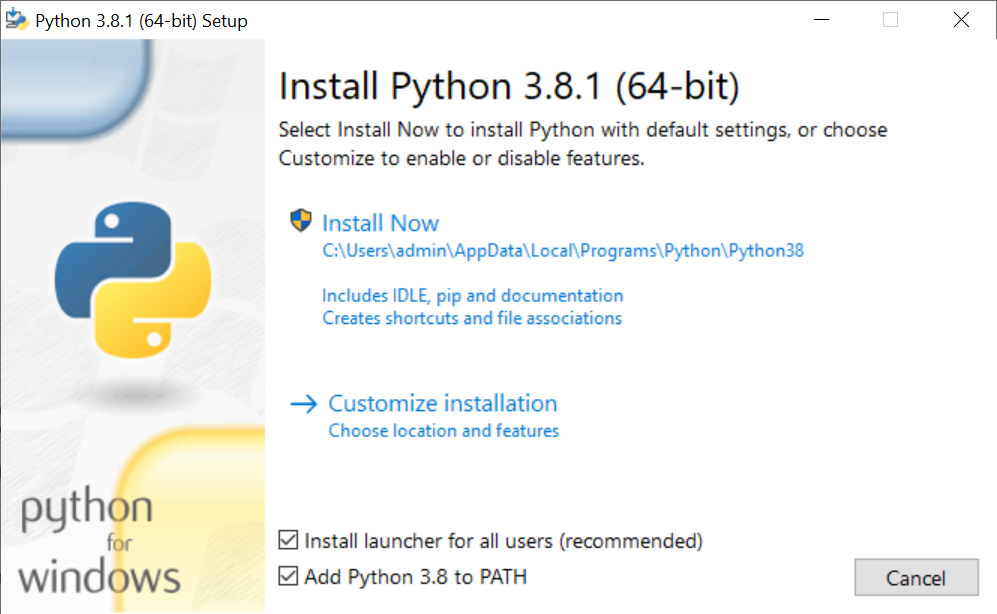 Python 3.8.1 (64-bit) Setup
Install Python 3.8.1 (64-bit)
Select Install Now to install Python with default settings, or choose
Customize to enable or disable features.
Install Now
C:\Users\admin\AppData\Local\Programs\Python\Python38
Includes IDLE, pip and documentation
Creates shortcuts and file associations
Customize installation
Choose location and features
python
for
windows
Install launcher for all users (recommended)
Add Python 3.8 to PATH
Cancel